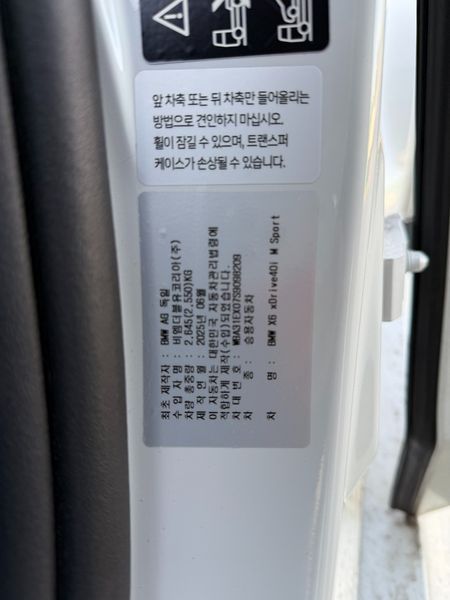 앞 차축 또는 뒤 차축만 들어올리는
방법으로 견인하지 마십시오.
휠이 잠길 수 있으며, 트랜스퍼
케이스가 손상될 수 있습니다.
최초 제작자 : BMW AG 독일
수 입 자 명 : 비엠더블유코리아(주)
차량 총중량 : 2,645(2,550)KG
제 작 연 월 : 2025년 06월
이 자동차는 대한민국 자동차관리법령에
적합하게 제작(수입)되었습니다.
차 대 번 호 : WBA31EX07S9098209
차 종 : 승용자동차
차 명 : BMW X6 xDrive40i M Sport